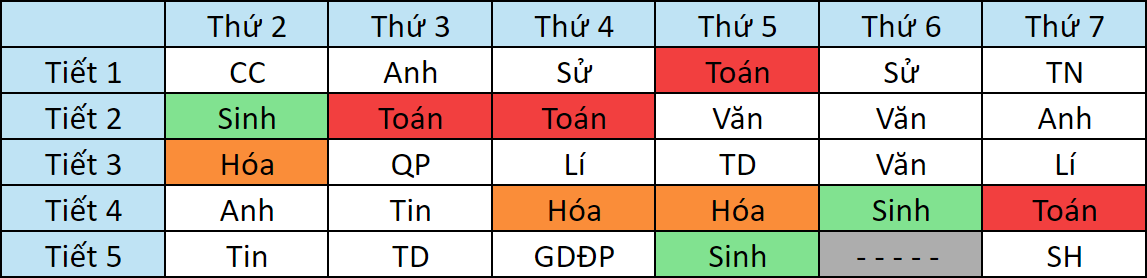 Thứ 2 Thứ 3 Thứ 4 Thứ 5 Thứ 6 Thứ 7
Tiết 1 CC Anh Sử Toán Sử TN
Tiết 2 Sinh Toán Toán Văn Văn Anh
Tiết 3 Hóa QP Lí TD Văn Lí
Tiết 4 Anh Tin Hóa Hóa Sinh Toán
Tiết 5 Tin TD GDĐP Sinh - - - - - SH